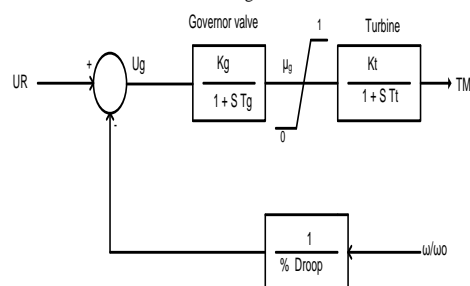 Governor valve
Turbine
UR
+
Ug
Kg
1 + S Tg
μg
1
0
Kt
1 + S Tt
TM
-
1
% Droop
ω/ωo